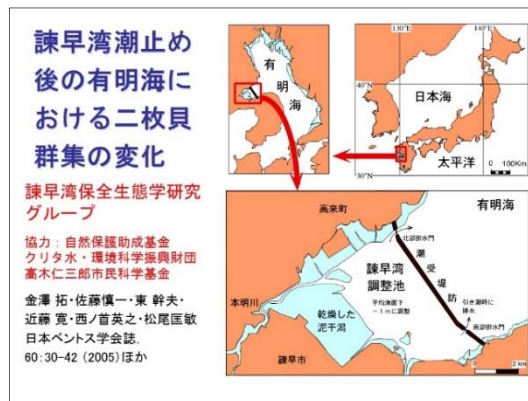 諫早湾潮止め
後の有明海に
おける二枚貝
群集の変化
諫早湾保全生態学研究
グループ
協力：自然保護助成基金
クリタ水・環境科学振興財団
高木仁三郎市民科学基金
金澤 拓・佐藤慎一・東 幹夫・
近藤 寛・西ノ首英之・松尾匡敏
日本ベントス学会誌.
60:30-42 (2005)ほか
有
明
海
130°E
140°E
40°N
日本海
太平洋
30°N
0 100Km
高来町
有明海
北部排水門
潮受堤防
諫早湾
調整池
平均海面下
－1mに調整
引き潮時に
排水
本明川
乾燥した
泥干潟
南部排水門
諫早市
0 2 km